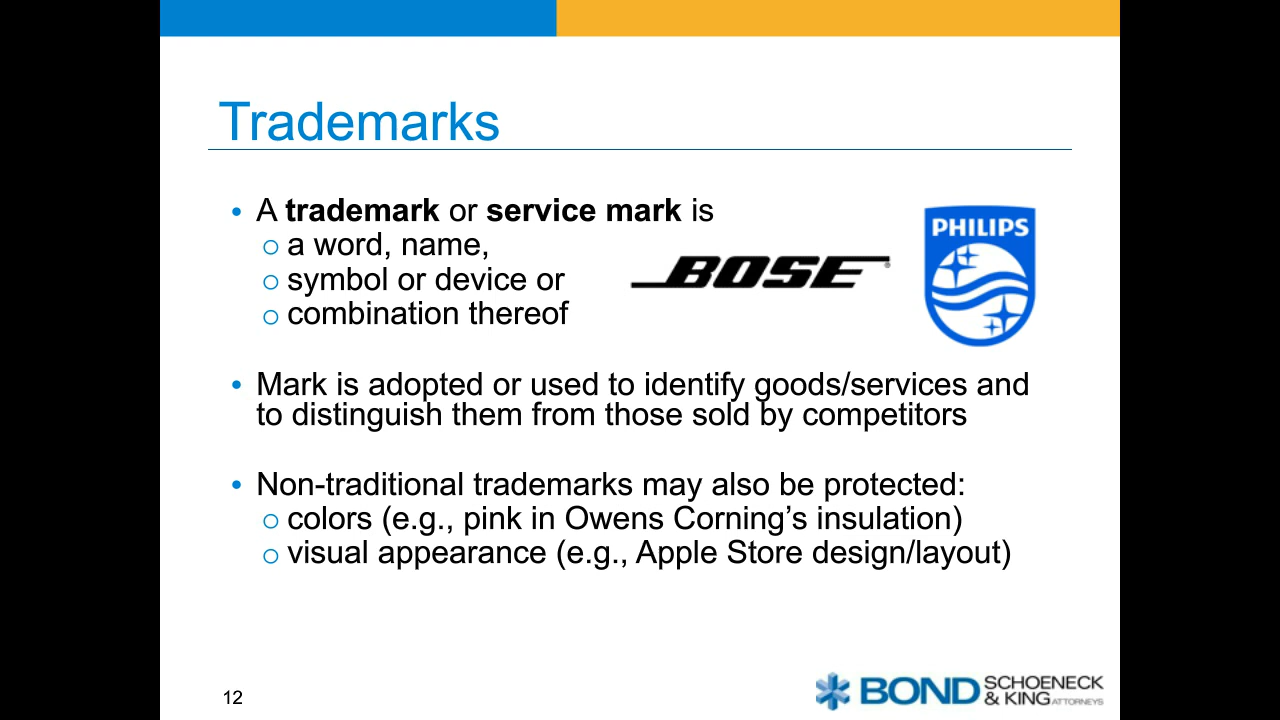 Trademarks
• A trademark or service mark is
o a word, name,
o symbol or device or
o combination thereof
BOSE®
PHILIPS
• Mark is adopted or used to identify goods/services and
to distinguish them from those sold by competitors
• Non-traditional trademarks may also be protected:
o colors (e.g., pink in Owens Corning’s insulation)
o visual appearance (e.g., Apple Store design/layout)
12
BOND SCHOENECK
& KING ATTORNEYS